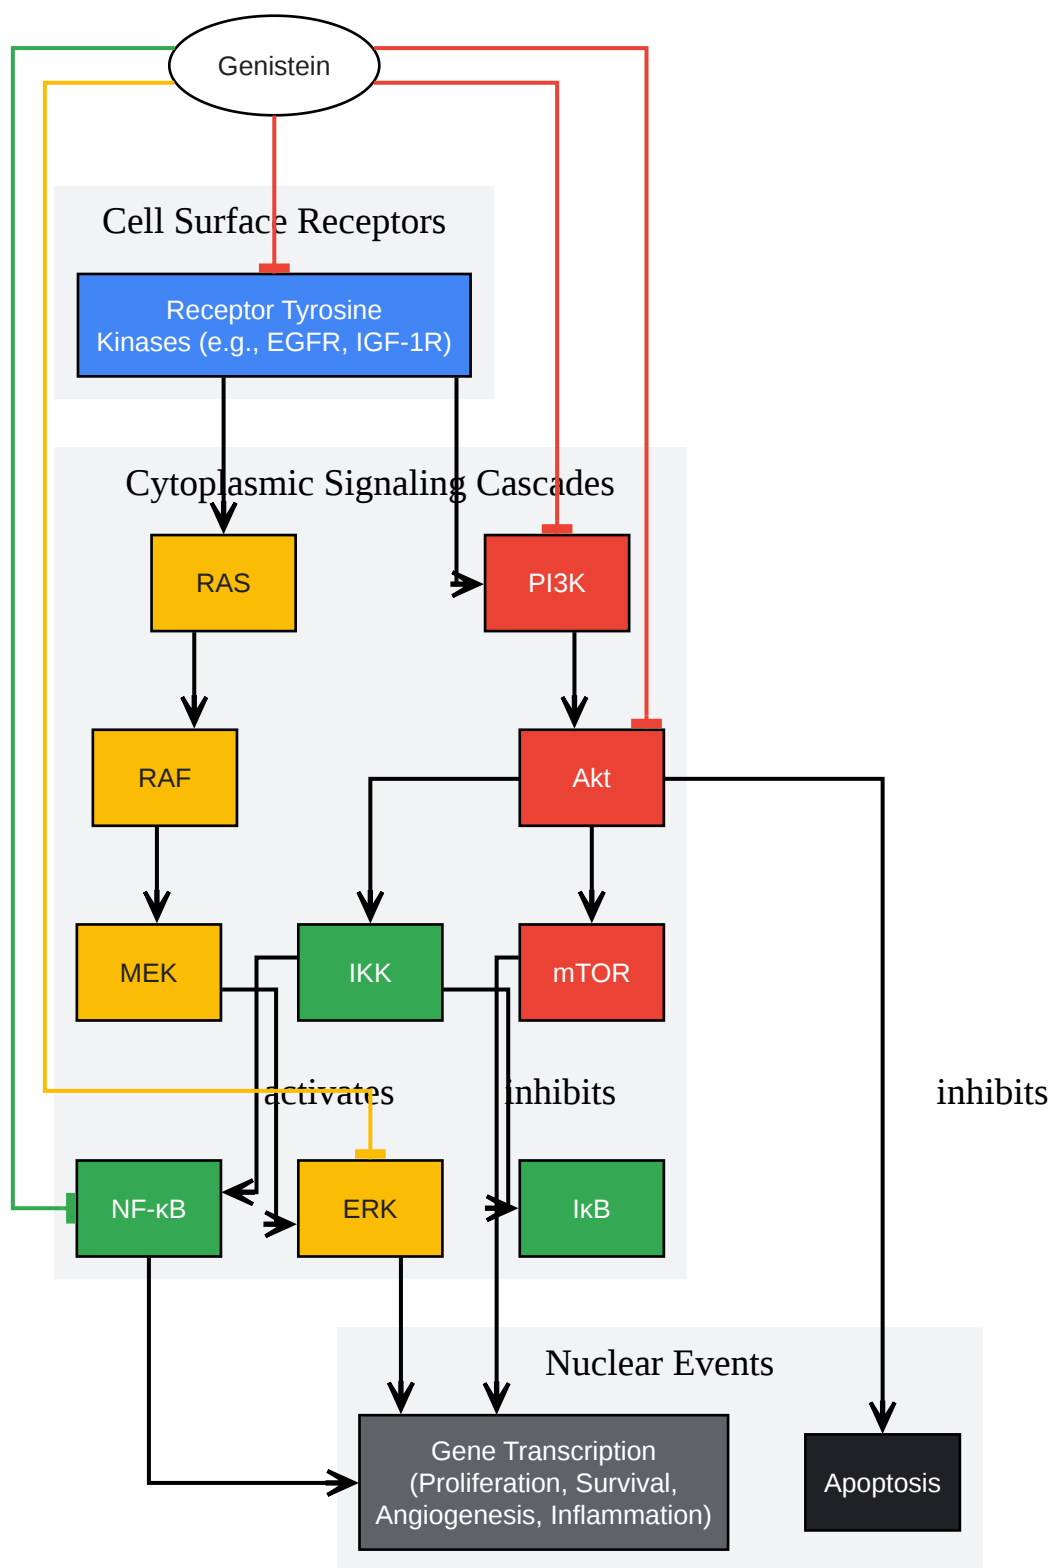 Genistein
Cell Surface Receptors
Receptor Tyrosine
Kinases (e.g., EGFR, IGF-1R)
Cytoplasmic Signaling Cascades
RAS
PI3K
RAF
Akt
MEK
IKK
mTOR
activates
inhibits
inhibits
NF-κB
ERK
IκB
Nuclear Events
Gene Transcription
(Proliferation, Survival,
Angiogenesis, Inflammation)
Apoptosis